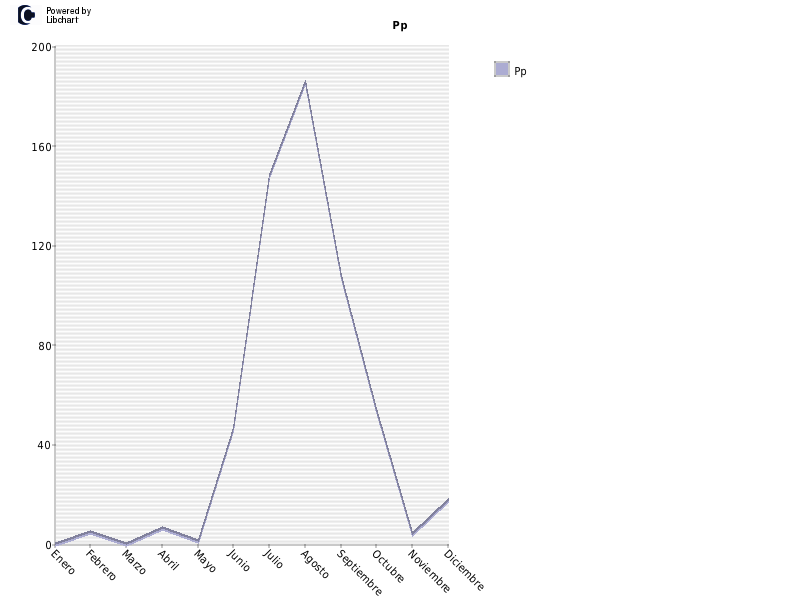 Powered by
Libchart
Pp
200
160
120
80
40
0
Pp
Enero
Febrero
Marzo
Abril
Mayo
Junio
Julio
Agosto
Septiembre
Octubre
Noviembre
Diciembre